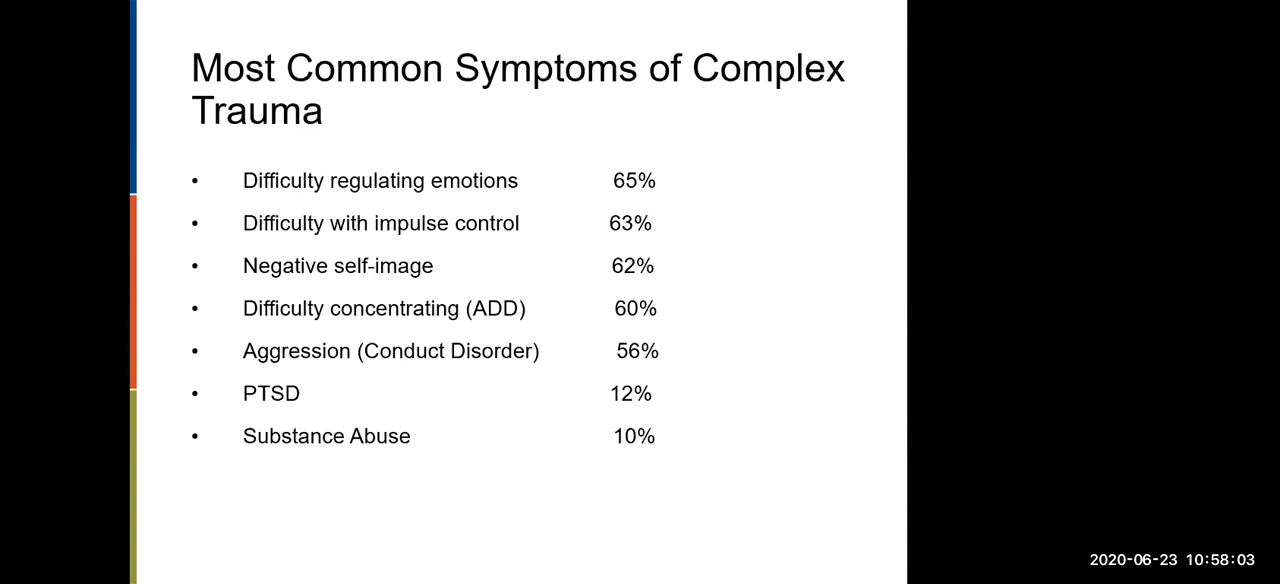 Most Common Symptoms of Complex
Trauma
• Difficulty regulating emotions 65%
• Difficulty with impulse control 63%
• Negative self-image 62%
• Difficulty concentrating (ADD) 60%
• Aggression (Conduct Disorder) 56%
• PTSD 12%
• Substance Abuse 10%
2020-06-23 10:58:03